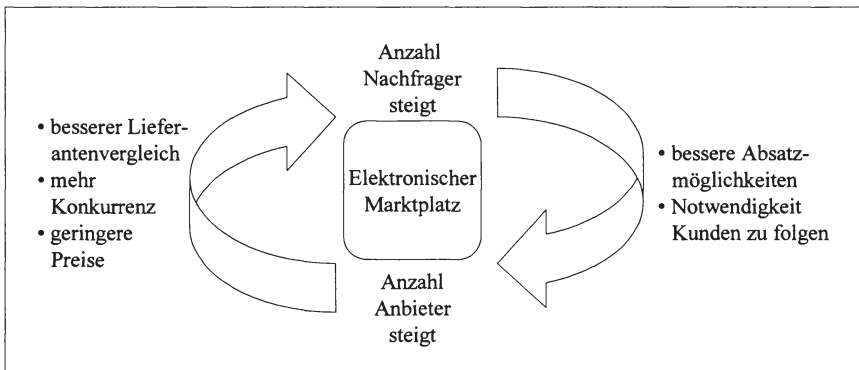 Anzahl
Nachfrager
steigt
• besserer Liefer-
antenvergleich
• mehr
Konkurrenz
• geringere
Preise
Elektronischer
Marktplatz
• bessere Absatz-
möglichkeiten
• Notwendigkeit
Kunden zu folgen
Anzahl
Anbieter
steigt